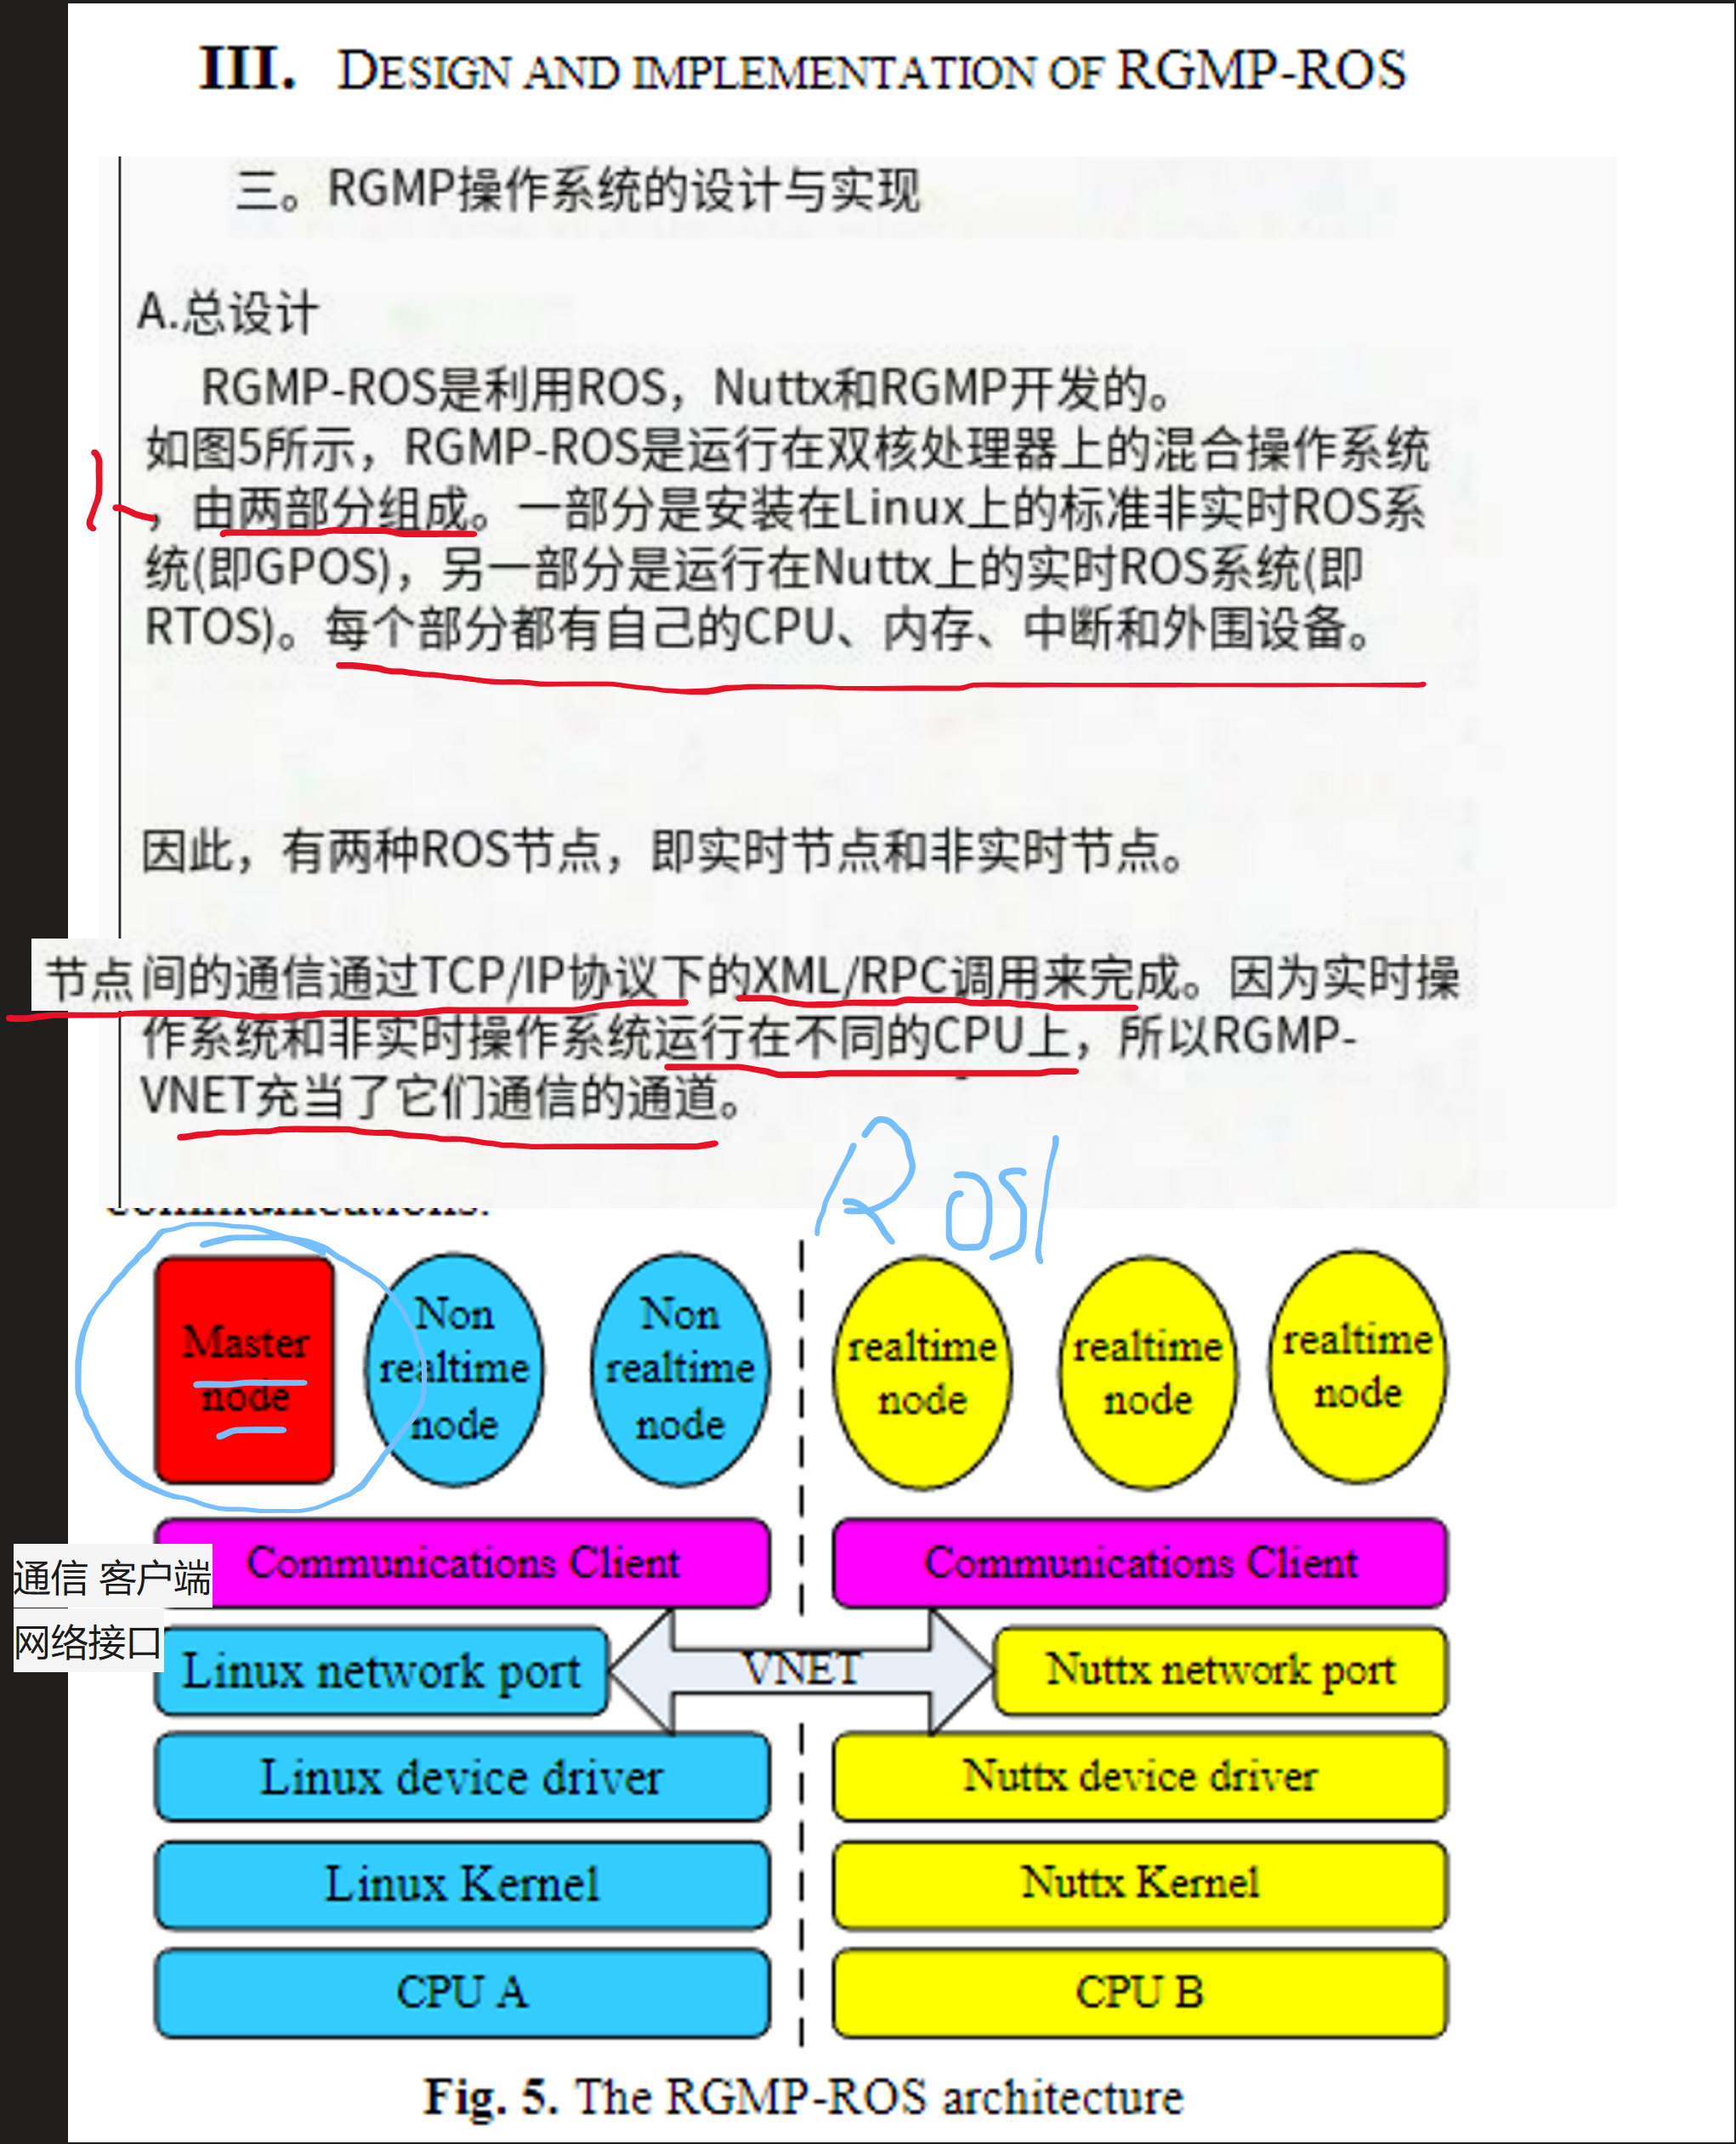 III. DESIGN AND IMPLEMENTATION OF RGMP-ROS
三。RGMP操作系统的设计与实现
A.总设计
RGMP-ROS是利用ROS，Nuttx和RGMP开发的。
如图5所示，RGMP-ROS是运行在双核处理器上的混合操作系统
，由两部分组成。一部分是安装在Linux上的标准非实时ROS系
统(即GPOS)，另一部分是运行在Nuttx上的实时ROS系统(即
RTOS)。每个部分都有自己的CPU、内存、中断和外围设备。
因此，有两种ROS节点，即实时节点和非实时节点。
节点间的通信通过TCP/IP协议下的XML/RPC调用来完成。因为实时操
作系统和非实时操作系统运行在不同的CPU上，所以RGMP-
VNET充当了它们通信的通道。
ROS1
Master
node
Non
realtime
node
Non
realtime
node
realtime
node
realtime
node
realtime
node
通信 客户端
Communications Client
Communications Client
网络接口
Linux network port
VNET
Nuttx network port
Linux device driver
Nuttx device driver
Linux Kernel
Nuttx Kernel
CPU A
CPU B
Fig. 5. The RGMP-ROS architecture